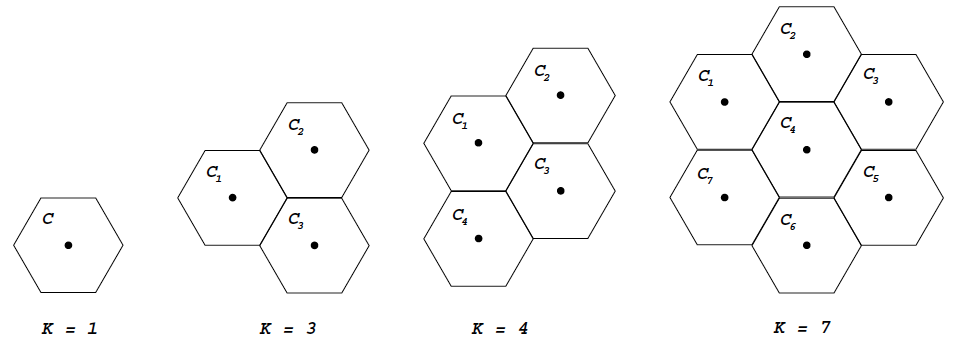 C
K = 1
C1
C2
C3
K = 3
C1
C2
C3
C4
K = 4
C1
C2
C3
C4
C5
C6
C7
K = 7